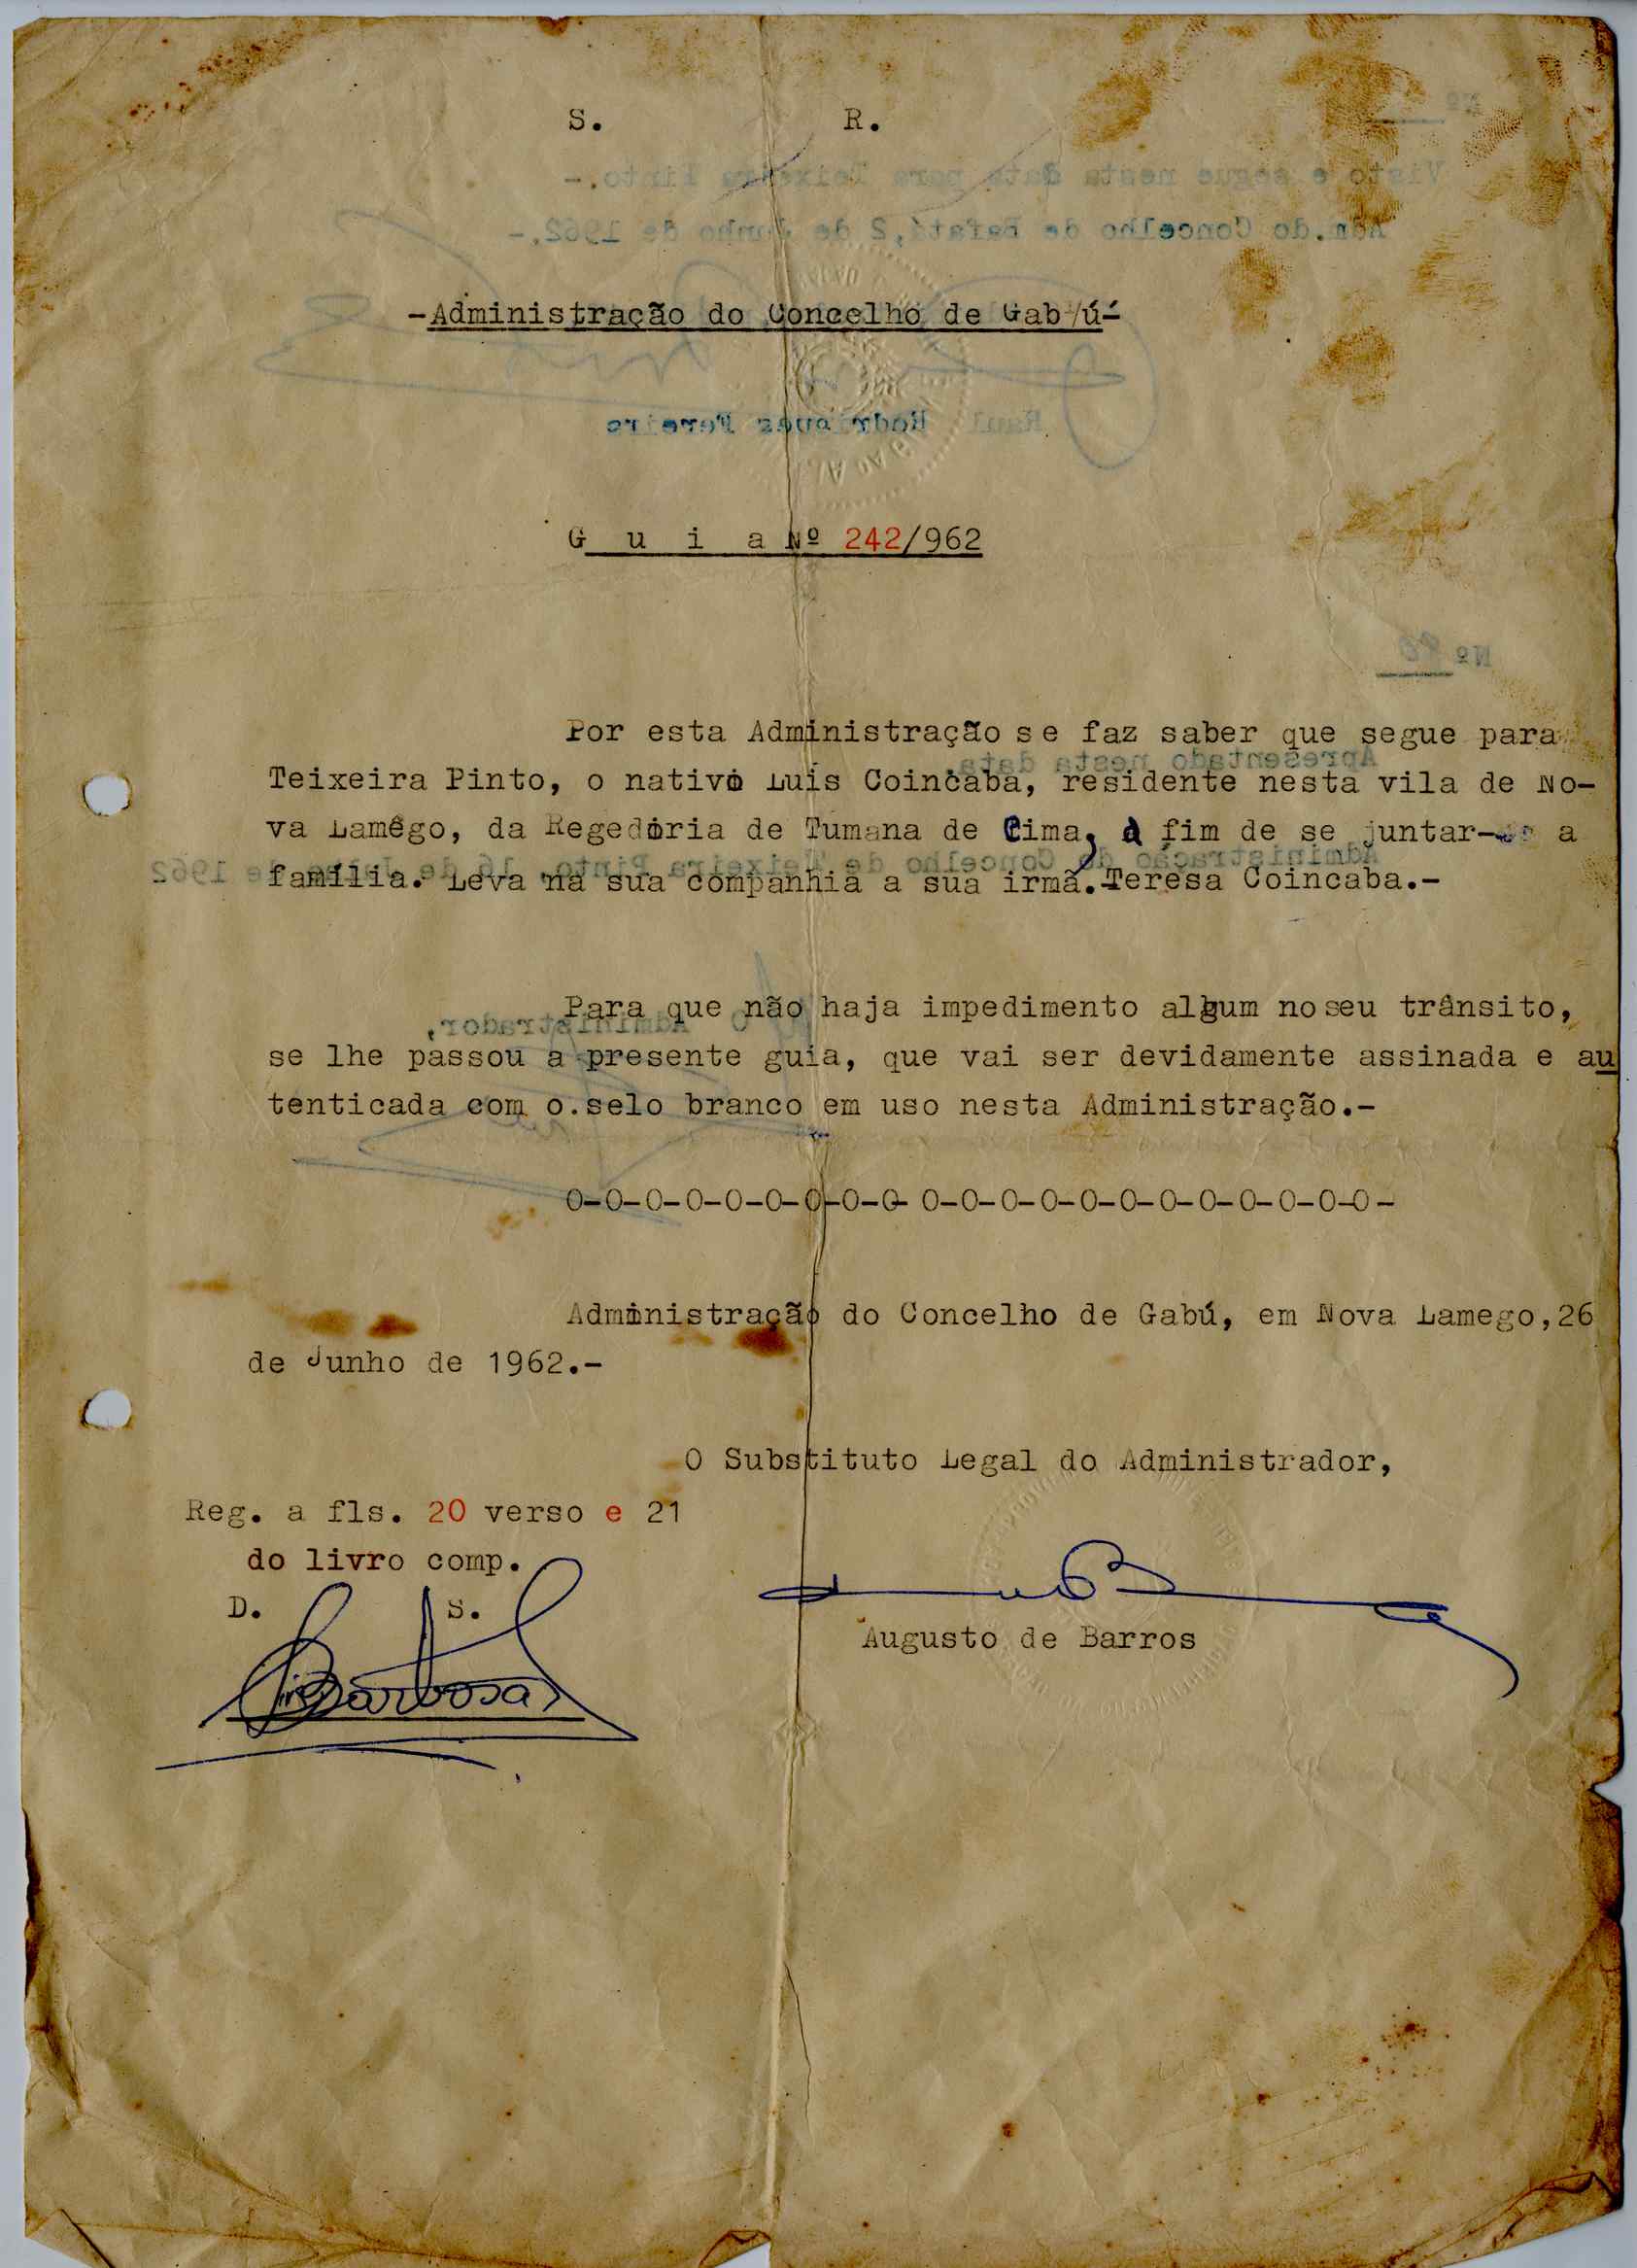 S. R.
-Administração do Concelho de Gabú-
G u i a Nº 242/962
Por esta Administração se faz saber que segue para
Teixeira Pinto, o nativo Luís Coincaba, residente nesta vila de No-
va Lamêgo, da Regedoria de Tumana de Cima, a fim de se juntar- a
família. Leva na sua companhia a sua irmã.Teresa Coincaba.-
Para que não haja impedimento algum no seu trânsito,
se lhe passou a presente guia, que vai ser devidamente assinada e au
tenticada com o.selo branco em uso nesta Administração.-
0-0-0-0-0-0-0-0-0- 0-0-0-0-0-0-0-0-0-0-0-0-
Administração do Concelho de Gabú, em Nova Lamego,26
de Junho de 1962.-
O Substituto Legal do Administrador,
Reg. a fls. 20 verso e 21
do livro comp.
D. S.
Barbosa
Augusto de Barros